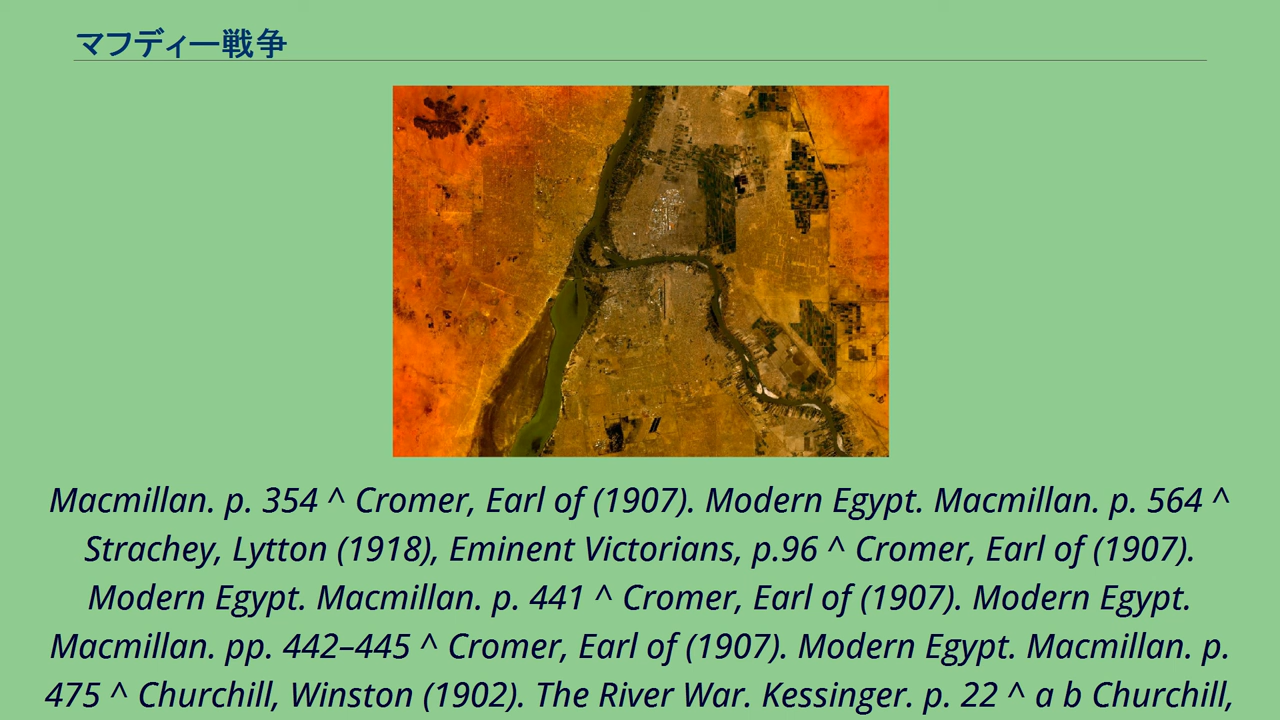 マフディー戦争
Macmillan. p. 354 ^ Cromer, Earl of (1907). Modern Egypt. Macmillan. p. 564 ^
Strachey, Lytton (1918), Eminent Victorians, p.96 ^ Cromer, Earl of (1907).
Modern Egypt. Macmillan. p. 441 ^ Cromer, Earl of (1907). Modern Egypt.
Macmillan. pp. 442–445 ^ Cromer, Earl of (1907). Modern Egypt. Macmillan. p.
475 ^ Churchill, Winston (1902). The River War. Kessinger. p. 22 ^ a b Churchill,